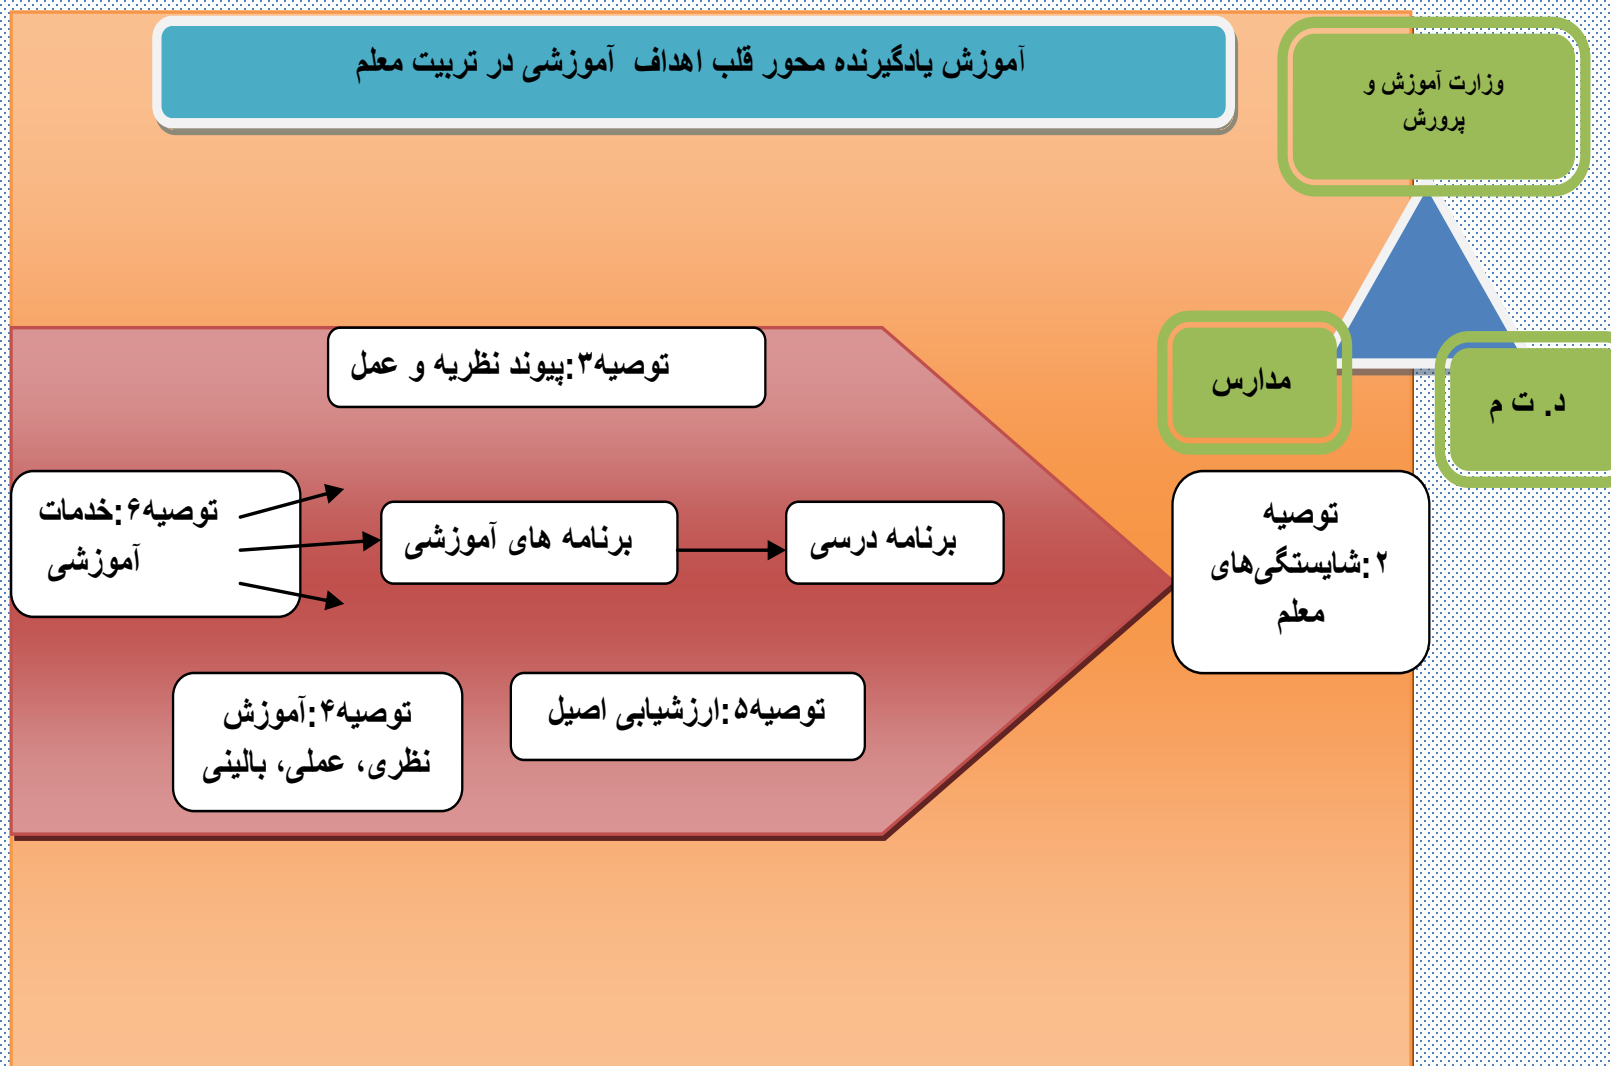 آموزش یادگیرنده محور قلب اهداف آموزشی در تربیت معلم
وزارت آموزش و
پرورش
مدارس
د. ت م
توصیه۳:پیوند نظریه و عمل
توصیه
۲:شایستگی‌های
معلم
برنامه درسی
برنامه های آموزشی
توصیه۶:خدمات
آموزشی
توصیه۵:ارزشیابی اصیل
توصیه۴:آموزش
نظری، عملی، بالینی